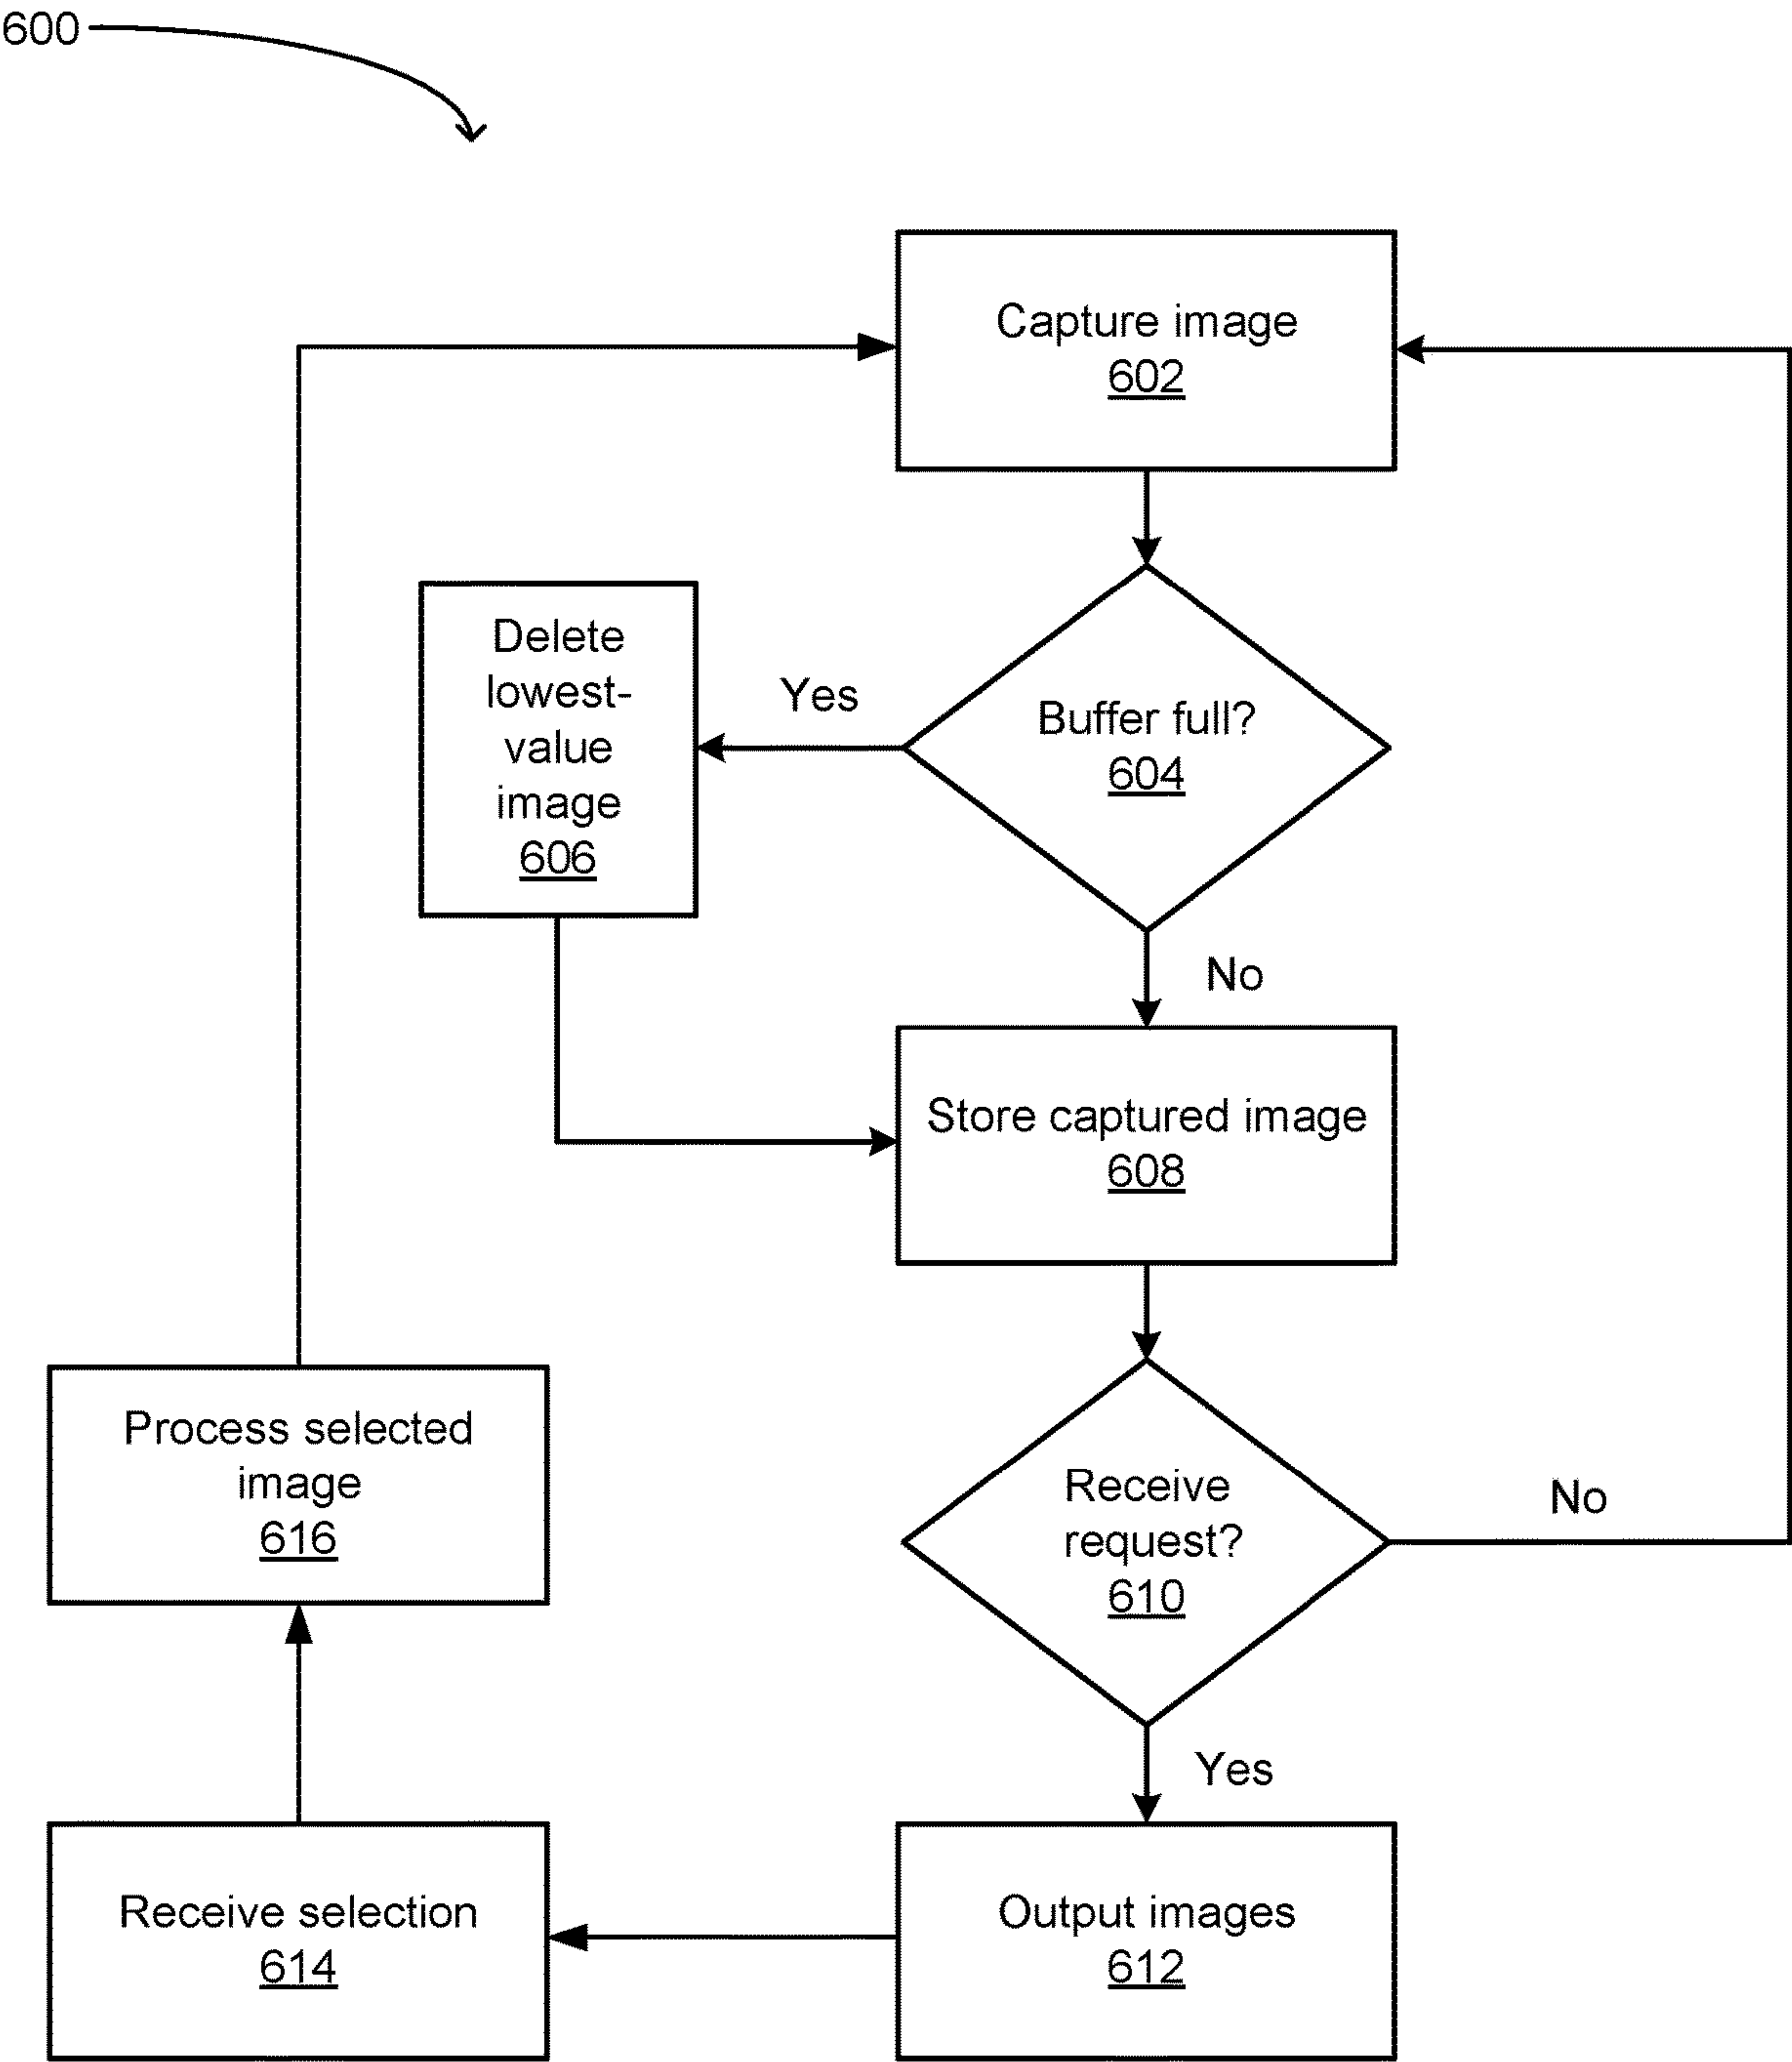 600
Capture image
602
Delete
lowest-
value
image
606
Yes
Buffer full?
604
No
Store captured image
608
Process selected
image
616
Receive
request?
610
No
Yes
Receive selection
614
Output images
612